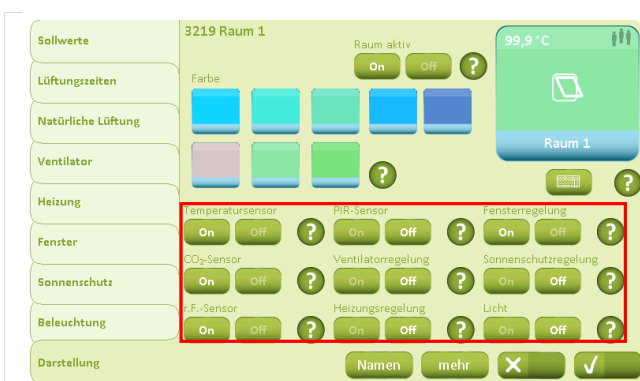 Sollwerte
Lüftungszeiten
Natürliche Lüftung
Ventilator
Heizung
Fenster
Sonnenschutz
Beleuchtung
Darstellung
3219 Raum 1
Raum aktiv
On Off ?
Farbe
?
99,9 °C
Raum 1
?
Temperatursensor PIR-Sensor Fensterregelung
On Off ? On Off ? On Off ?
CO₂-Sensor Ventilatorregelung Sonnenschutzregelung
On Off ? On Off ? On Off ?
r.F.-Sensor Heizungsregelung Licht
On Off ? On Off ? On Off ?
Namen mehr